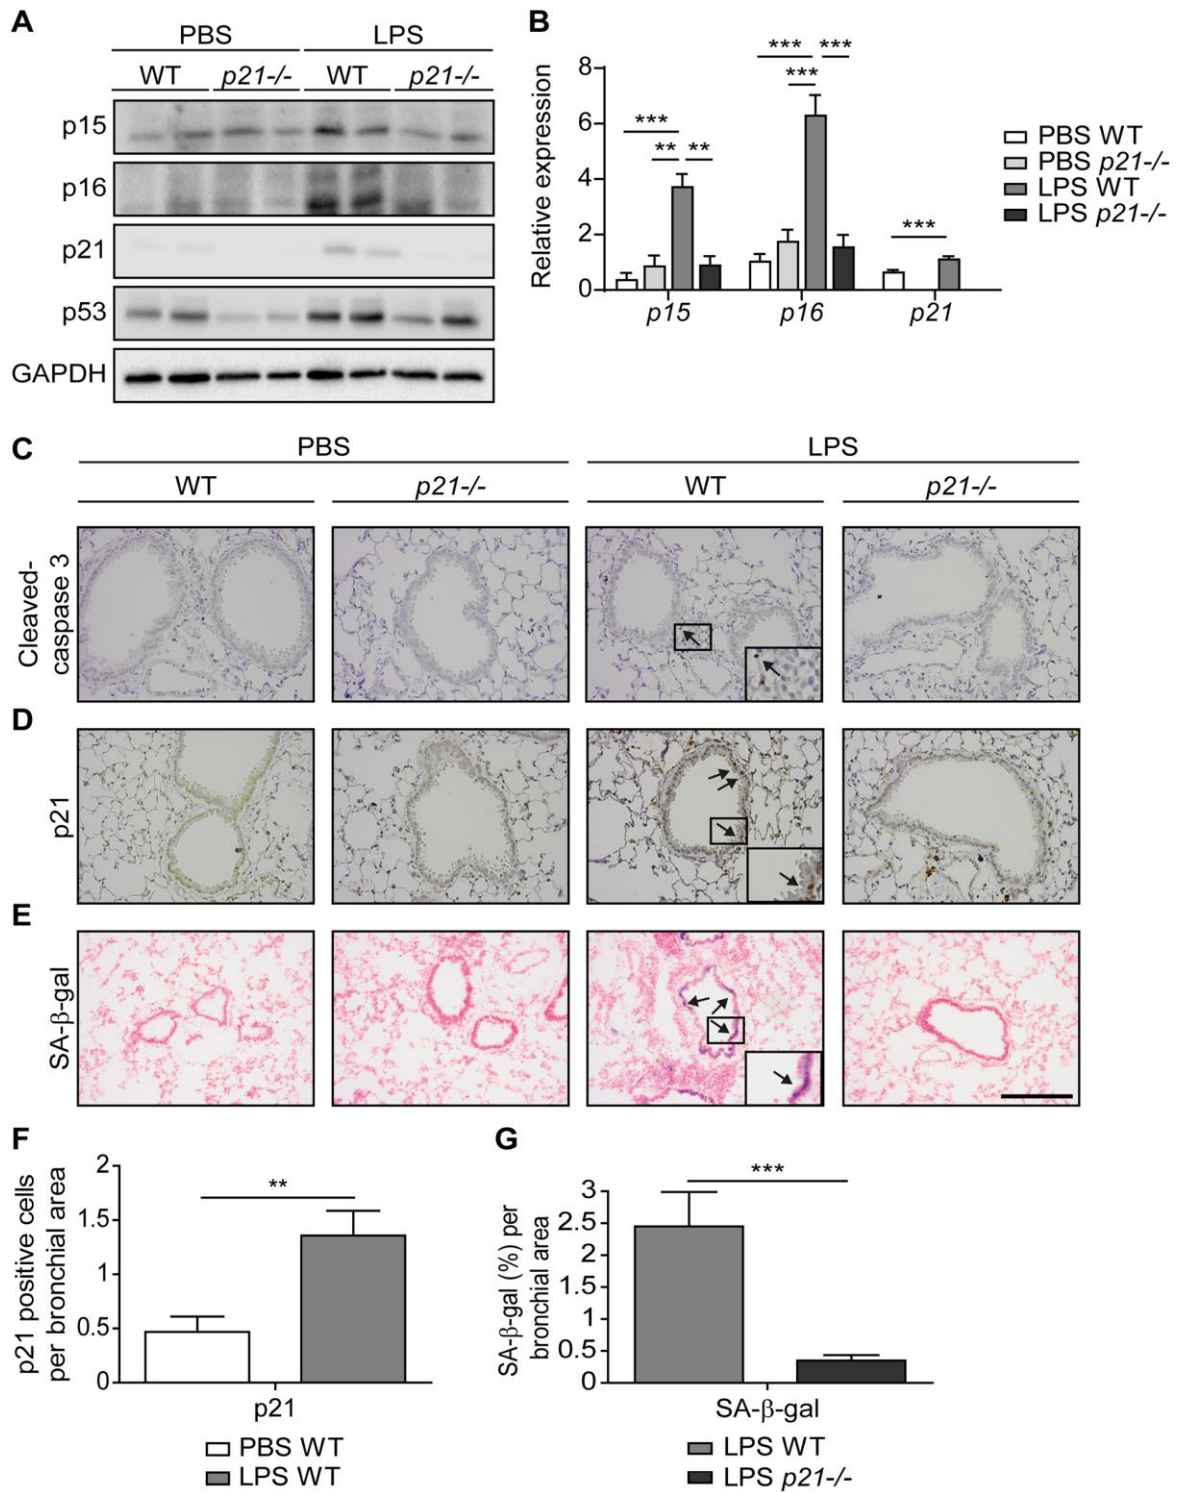 A
PBS LPS
WT p21-/- WT p21-/-
p15
p16
p21
p53
GAPDH
B
Relative expression
8
6
4
2
0
*** ** **
*** *** ***
***
p15 p16 p21
PBS WT
PBS p21-/-
LPS WT
LPS p21-/-
C
PBS LPS
WT p21-/- WT p21-/-
Cleaved-
caspase 3
D
p21
E
SA-β-gal
F
p21 positive cells
per bronchial area
2
1.5
1
0.5
0
**
p21
PBS WT
LPS WT
G
SA-β-gal (%) per
bronchial area
3
2.5
2
1.5
1
0.5
0
***
SA-β-gal
LPS WT
LPS p21-/-